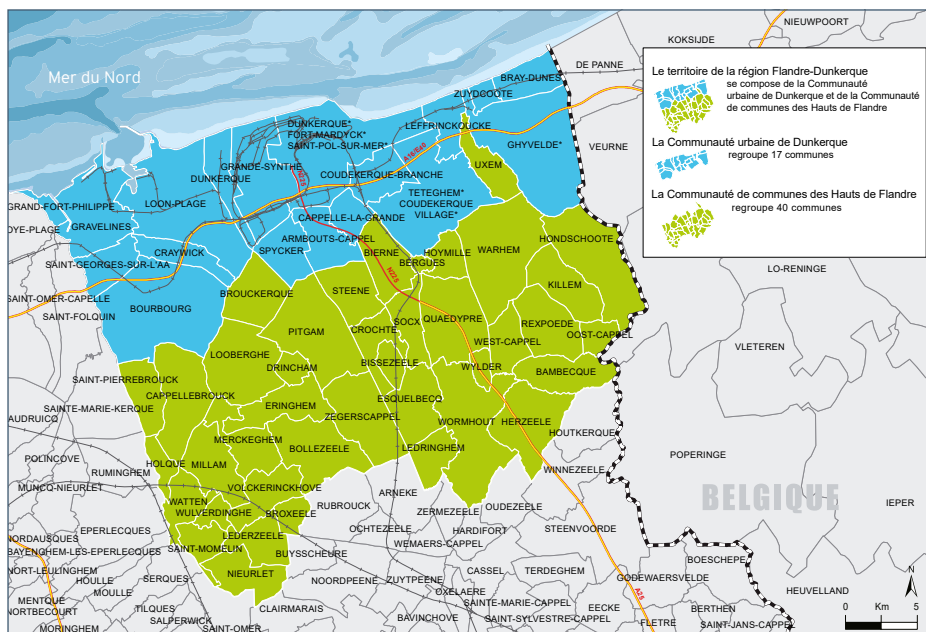 NIEUWPOORT
KOKSIJDE
DE PANNE
Mer du Nord
BRAY-DUNES
ZUYDCOOTE
Le territoire de la région Flandre-Dunkerque
se compose de la Communauté
urbaine de Dunkerque et de la Communauté
de communes des Hauts de Flandre
La Communauté urbaine de Dunkerque
regroupe 17 communes
La Communauté de communes des Hauts de Flandre
regroupe 40 communes
DUNKERQUE*
FORT-MARDYCK*
SAINT-POL-SUR-MER*
LEFFRINCKOUCKE
GHYVELDE*
VEURNE
A16/E40
UXEM
GRANDE-SYNTHE
DUNKERQUE
N225
COUDEKERQUE-BRANCHE
TETEGHEM*
COUDEKERQUE
VILLAGE*
GRAND-FORT-PHILIPPE
LOON-PLAGE
OYE-PLAGE
GRAVELINES
CAPPELLE-LA-GRANDE
ARMBOUTS-CAPPEL
SPYCKER
CRAYWICK
SAINT-GEORGES-SUR-L'AA
BIERNE
HOYMILLE
BERGUES
WARHEM
HONDSCHOOTE
N225
LO-RENINGE
SAINT-OMER-CAPELLE
SAINT-FOLQUIN
BOURBOURG
BROUCKERQUE
STEENE
KILLEM
PITGAM
CROCHTE
SOCX
QUAEDYPRE
REXPOEDE
WEST-CAPPEL
OOST-CAPPEL
VLETEREN
LOOBERGHE
DRINCHAM
BISSEZEELE
WYLDER
BAMBECQUE
SAINT-PIERREBROUCK
CAPPELLEBROUCK
SAINTE-MARIE-KERQUE
AUDRUICQ
ERINGHEM
ZEGERSCAPPEL
ESQUELBECQ
WORMHOUT
HERZEELE
HOUTKERQUE
MERCKEGHEM
BOLLEZEELE
LEDRINGHEM
POPERINGE
POLINCOVE
RUMINGHEM
HOLQUE
MILLAM
WINNEZEELE
MUNCQ-NIEURLET
VOLCKERINCKHOVE
ARNEKE
BELGIQUE
IEPER
WATTEN
WULVERDINGHE
BROXEELE
RUBROUCK
ZERMEZEELE
OUDEZEELE
NORDAUSQUES
EPERLECQUES
BAYENGHEM-LES-EPERLECQUES
LEDERZEELE
OCHTEZEELE
HARDIFORT
STEENVOORDE
WEMAERS-CAPPEL
SAINT-MOMELIN
BUYSSCHEURE
BOESCHEPE
NORT-LEULINGHEM
HOULLE
MOULLE
SERQUES
NIEURLET
NOORDPEENE
ZUYTPEENE
CASSEL
TERDEGHEM
GODEWAERSVELDE
HEUVELLAND
N
MENTQUE
NORTBECOURT
TILQUES
SALPERWICK
CLAIRMARAIS
OXELAERE
SAINTE-MARIE-CAPPEL
SAINT-SYLVESTRE-CAPPEL
EECKE
A25
BERTHEN
0 Km 5
MORINGHEM
SAINT-OMER
BAVINCHOVE
FLETRE
SAINT-JANS-CAPPEL